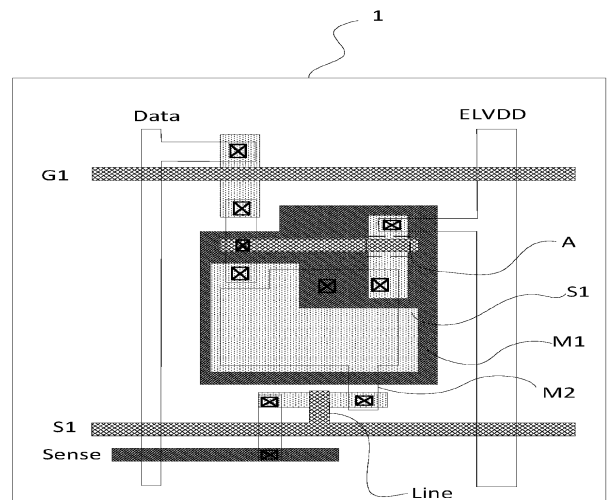 1
Data
ELVDD
G1
A
S1
M1
M2
S1
Sense
Line